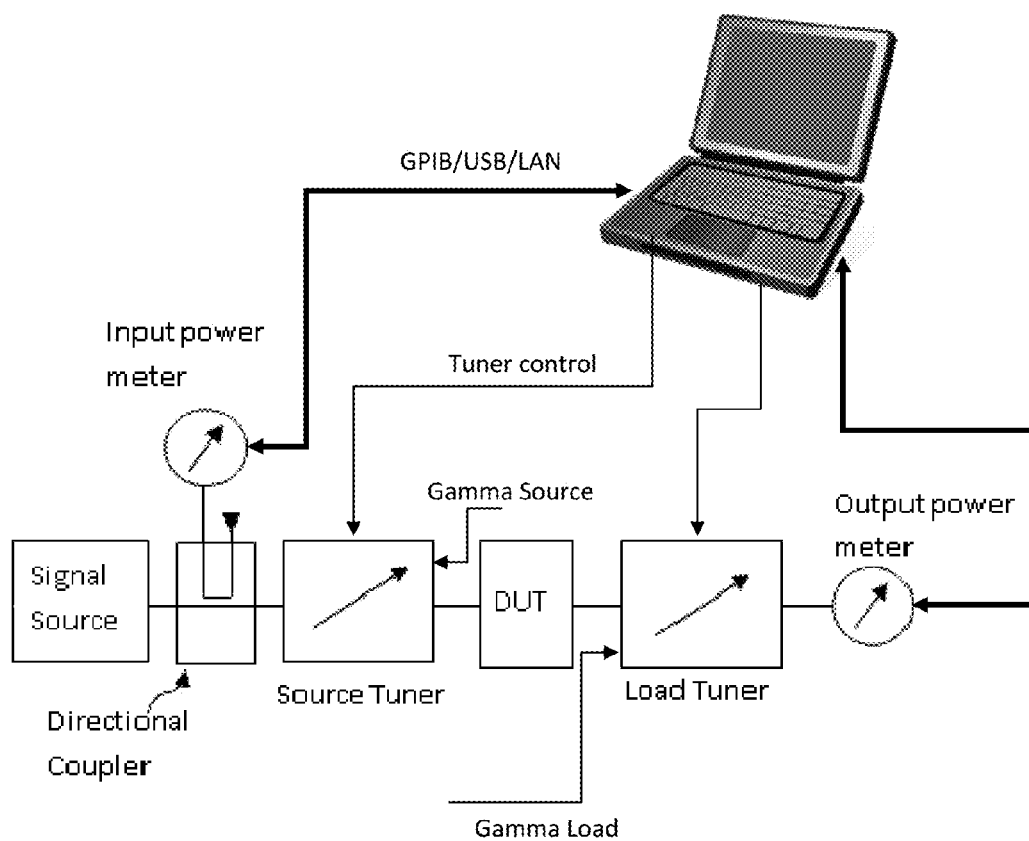 GPIB/USB/LAN
Input power
meter
Tuner control
Gamma Source
Output power
meter
Signal
Source
DUT
Source Tuner
Load Tuner
Directional
Coupler
Gamma Load